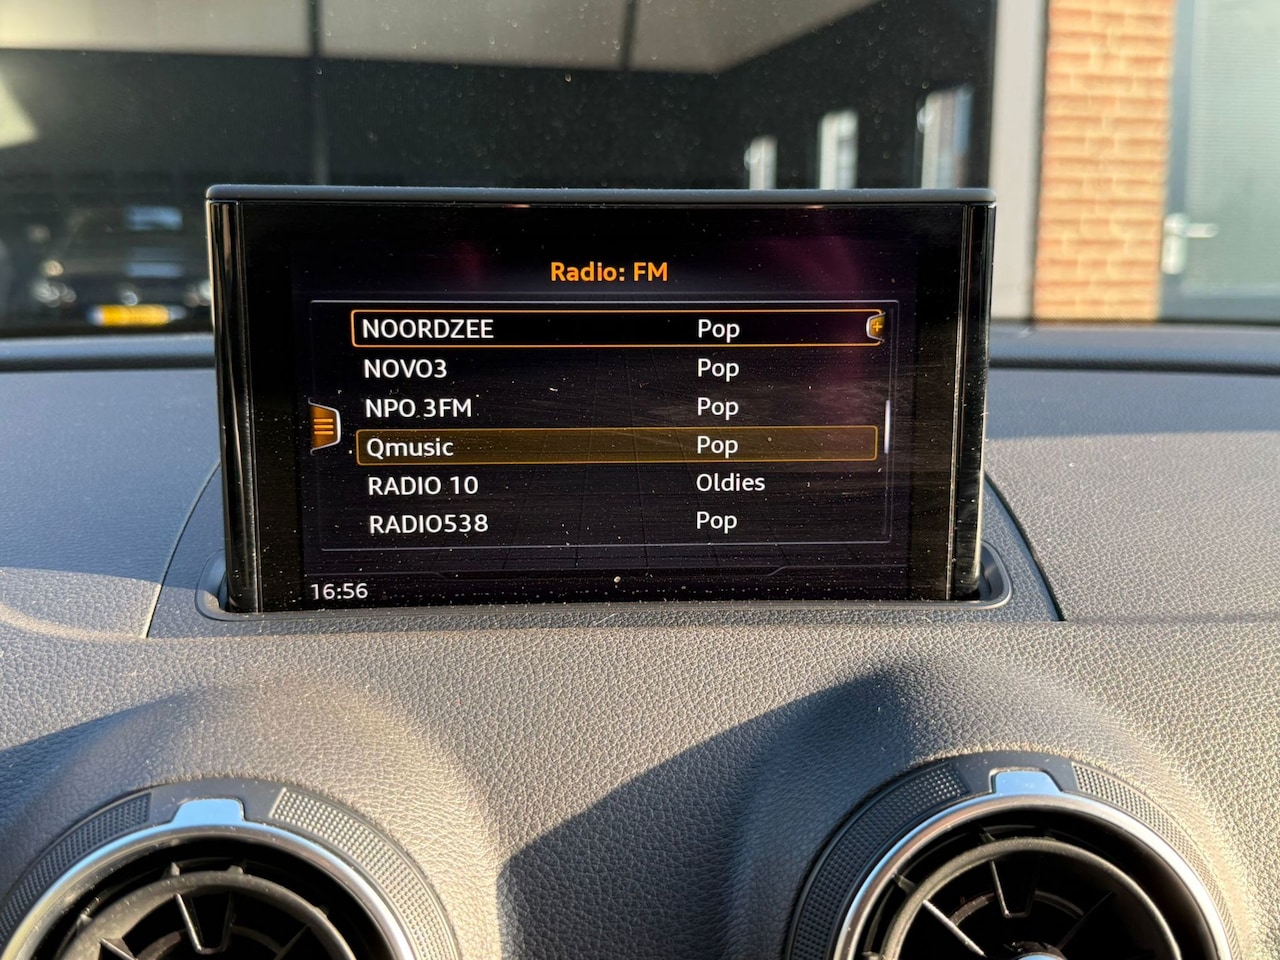 Radio: FM
NOORDZEE Pop
NOVO3 Pop
NPO 3FM Pop
Qmusic Pop
RADIO 10 Oldies
RADIO538 Pop
16:56